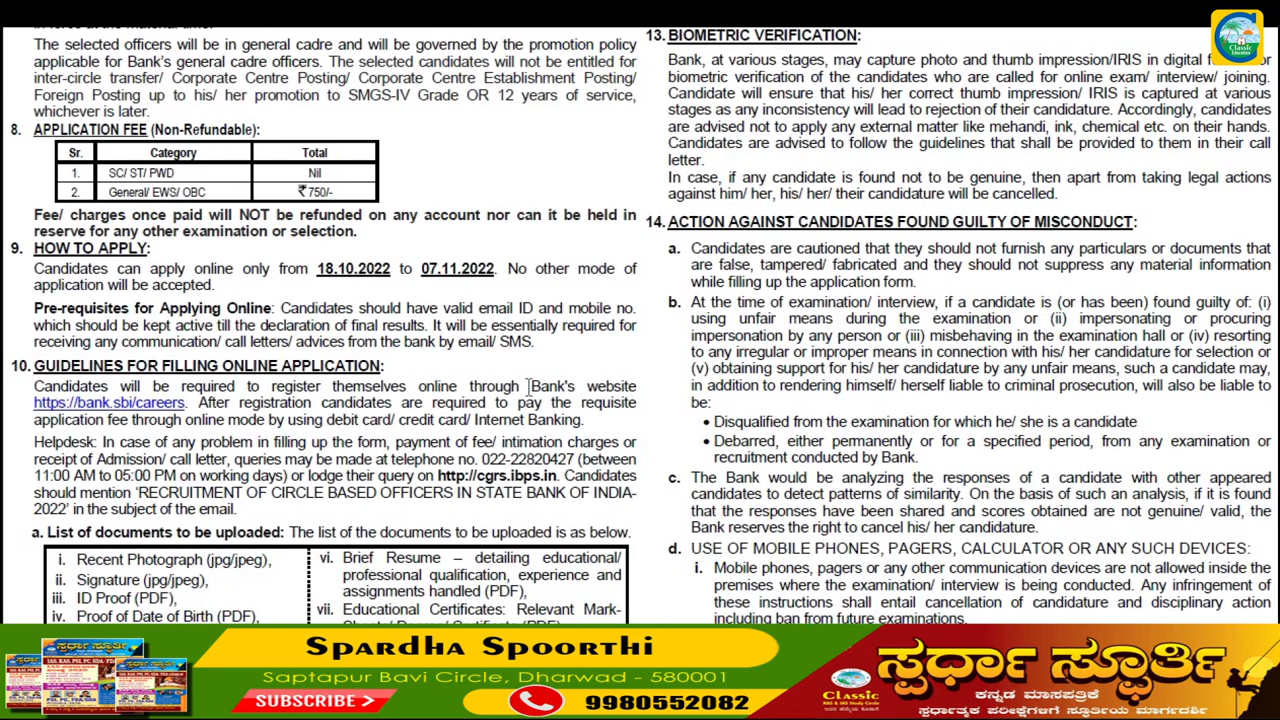 The selected officers will be in general cadre and will be governed by the promotion policy
applicable for Bank's general cadre officers. The selected candidates will not be entitled for
inter-circle transfer/ Corporate Centre Posting/ Corporate Centre Establishment Posting/
Foreign Posting up to his/ her promotion to SMGS-IV Grade OR 12 years of service,
whichever is later.
8. APPLICATION FEE (Non-Refundable):
Sr. Category Total
1. SC/ ST/ PWD Nil
2. General/ EWS/ OBC ₹750/-
Fee/ charges once paid will NOT be refunded on any account nor can it be held in
reserve for any other examination or selection.
9. HOW TO APPLY:
Candidates can apply online only from 18.10.2022 to 07.11.2022. No other mode of
application will be accepted.
Pre-requisites for Applying Online: Candidates should have valid email ID and mobile no.
which should be kept active till the declaration of final results. It will be essentially required for
receiving any communication/ call letters/ advices from the bank by email/ SMS.
10. GUIDELINES FOR FILLING ONLINE APPLICATION:
Candidates will be required to register themselves online through Bank's website
https://bank.sbi/careers. After registration candidates are required to pay the requisite
application fee through online mode by using debit card/ credit card/ Internet Banking.
Helpdesk: In case of any problem in filling up the form, payment of fee/ intimation charges or
receipt of Admission/ call letter, queries may be made at telephone no. 022-22820427 (between
11:00 AM to 05:00 PM on working days) or lodge their query on http://cgrs.ibps.in. Candidates
should mention 'RECRUITMENT OF CIRCLE BASED OFFICERS IN STATE BANK OF INDIA-
2022' in the subject of the email.
a. List of documents to be uploaded: The list of the documents to be uploaded is as below.
i. Recent Photograph (jpg/jpeg),
ii. Signature (jpg/jpeg),
iii. ID Proof (PDF),
iv. Proof of Date of Birth (PDF),
vi. Brief Resume – detailing educational/
professional qualification, experience and
assignments handled (PDF),
vii. Educational Certificates: Relevant Mark-
13. BIOMETRIC VERIFICATION:
Bank, at various stages, may capture photo and thumb impression/IRIS in digital
biometric verification of the candidates who are called for online exam/ interview/ joining.
Candidate will ensure that his/ her correct thumb impression/ IRIS is captured at various
stages as any inconsistency will lead to rejection of their candidature. Accordingly, candidates
are advised not to apply any external matter like mehandi, ink, chemical etc. on their hands.
Candidates are advised to follow the guidelines that shall be provided to them in their call
letter.
In case, if any candidate is found not to be genuine, then apart from taking legal actions
against him/ her, his/ her/ their candidature will be cancelled.
14. ACTION AGAINST CANDIDATES FOUND GUILTY OF MISCONDUCT:
a. Candidates are cautioned that they should not furnish any particulars or documents that
are false, tampered/ fabricated and they should not suppress any material information
while filling up the application form.
b. At the time of examination/ interview, if a candidate is (or has been) found guilty of: (i)
using unfair means during the examination or (ii) impersonating or procuring
impersonation by any person or (iii) misbehaving in the examination hall or (iv) resorting
to any irregular or improper means in connection with his/ her candidature for selection or
(v) obtaining support for his/ her candidature by any unfair means, such a candidate may,
in addition to rendering himself/ herself liable to criminal prosecution, will also be liable to
be:
• Disqualified from the examination for which he/ she is a candidate
• Debarred, either permanently or for a specified period, from any examination or
recruitment conducted by Bank.
c. The Bank would be analyzing the responses of a candidate with other appeared
candidates to detect patterns of similarity. On the basis of such an analysis, if it is found
that the responses have been shared and scores obtained are not genuine/ valid, the
Bank reserves the right to cancel his/ her candidature.
d. USE OF MOBILE PHONES, PAGERS, CALCULATOR OR ANY SUCH DEVICES:
i. Mobile phones, pagers or any other communication devices are not allowed inside the
premises where the examination/ interview is being conducted. Any infringement of
these instructions shall entail cancellation of candidature and disciplinary action
including ban from future examinations.
Classic
Education
Spardha Spoorthi
Saptapur Bavi Circle, Dharwad - 580001
SUBSCRIBE
9980552082
Classic
IAS & KAS Study Circle
ಸ್ಪರ್ಧಾ ಸ್ಫೂರ್ತಿ
ಕನ್ನಡ ಮಾಸಪತ್ರಿಕೆ
ಸ್ಪರ್ಧಾತ್ಮಕ ಪರೀಕ್ಷೆಗಳಿಗೆ ಸ್ಫೂರ್ತಿಯ ಮಾರ್ಗದರ್ಶಿ